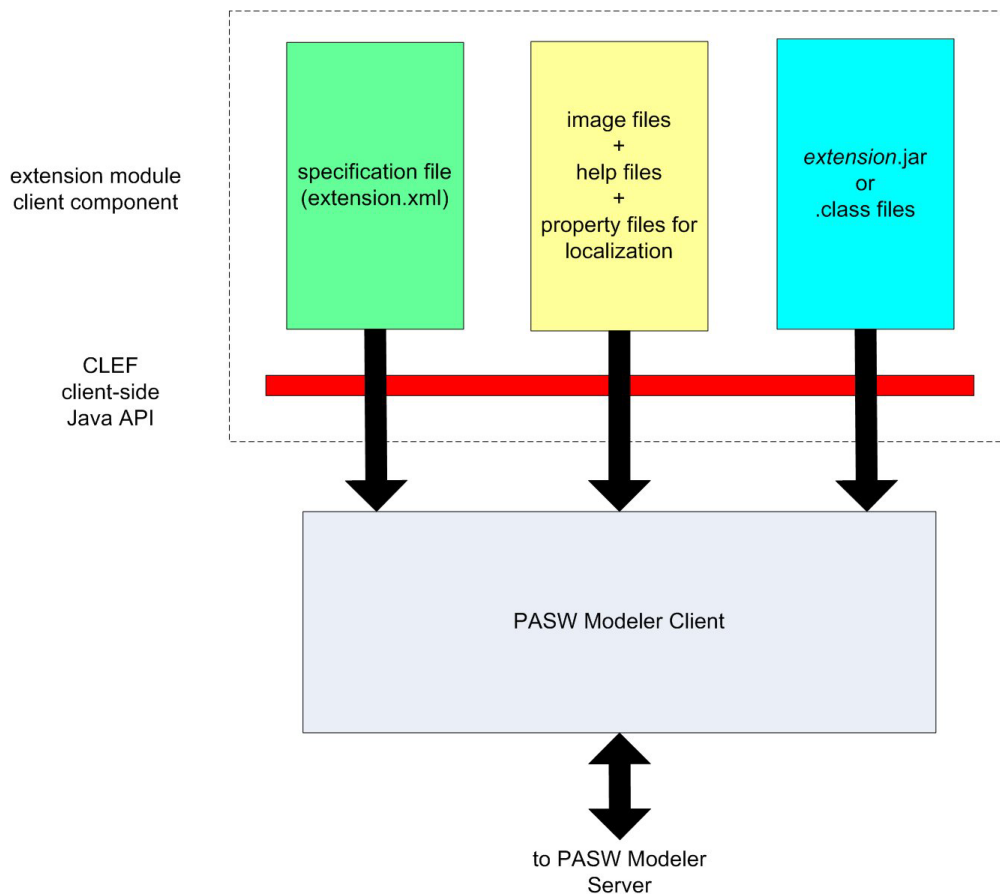 extension module
client component
specification file
(extension.xml)
image files
+
help files
+
property files for
localization
extension.jar
or
.class files
CLEF
client-side
Java API
PASW Modeler Client
to PASW Modeler
Server